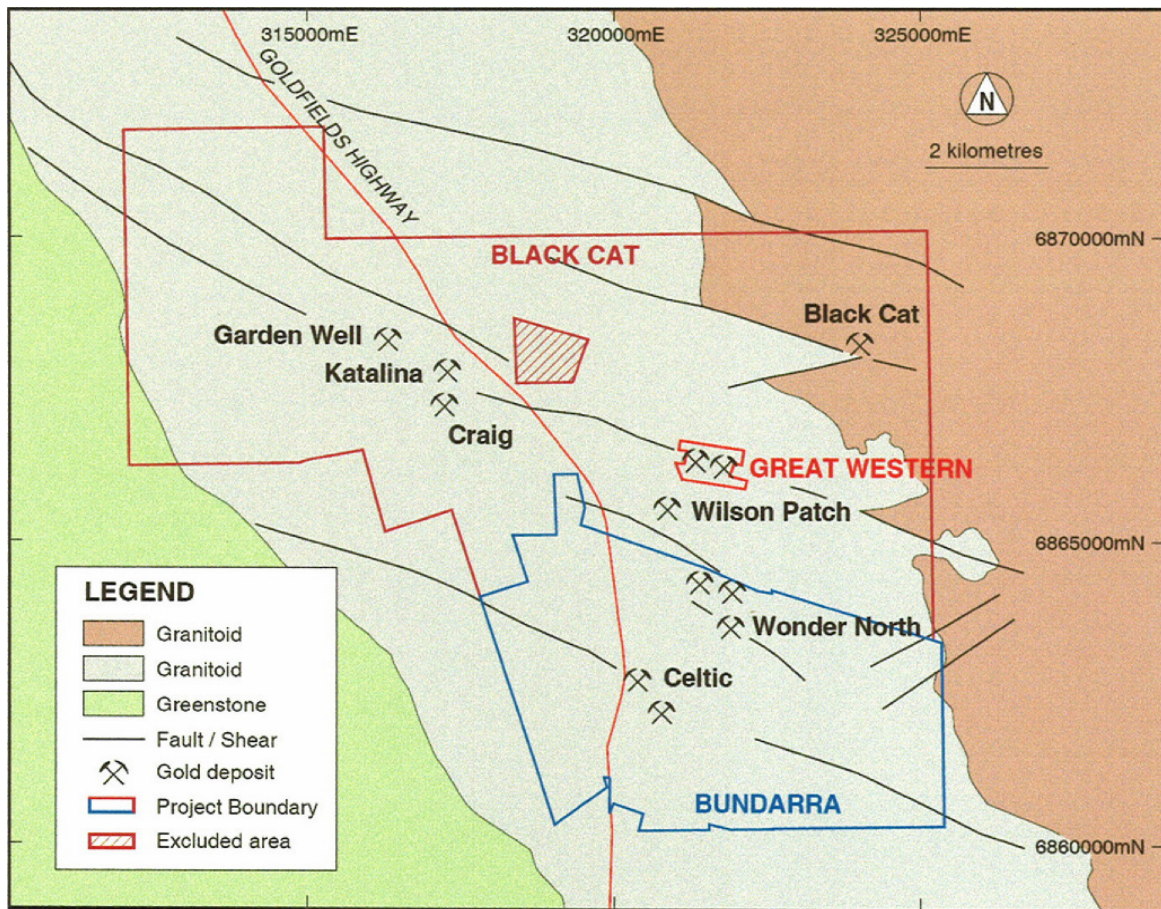 315000mE
320000mE
325000mE
GOLDFIELDS HIGHWAY
N
2 kilometres
6870000mN
BLACK CAT
Black Cat
Garden Well
Katalina
Craig
GREAT WESTERN
Wilson Patch
6865000mN
Wonder North
Celtic
BUNDARRA
6860000mN
LEGEND
Granitoid
Granitoid
Greenstone
Fault / Shear
Gold deposit
Project Boundary
Excluded area